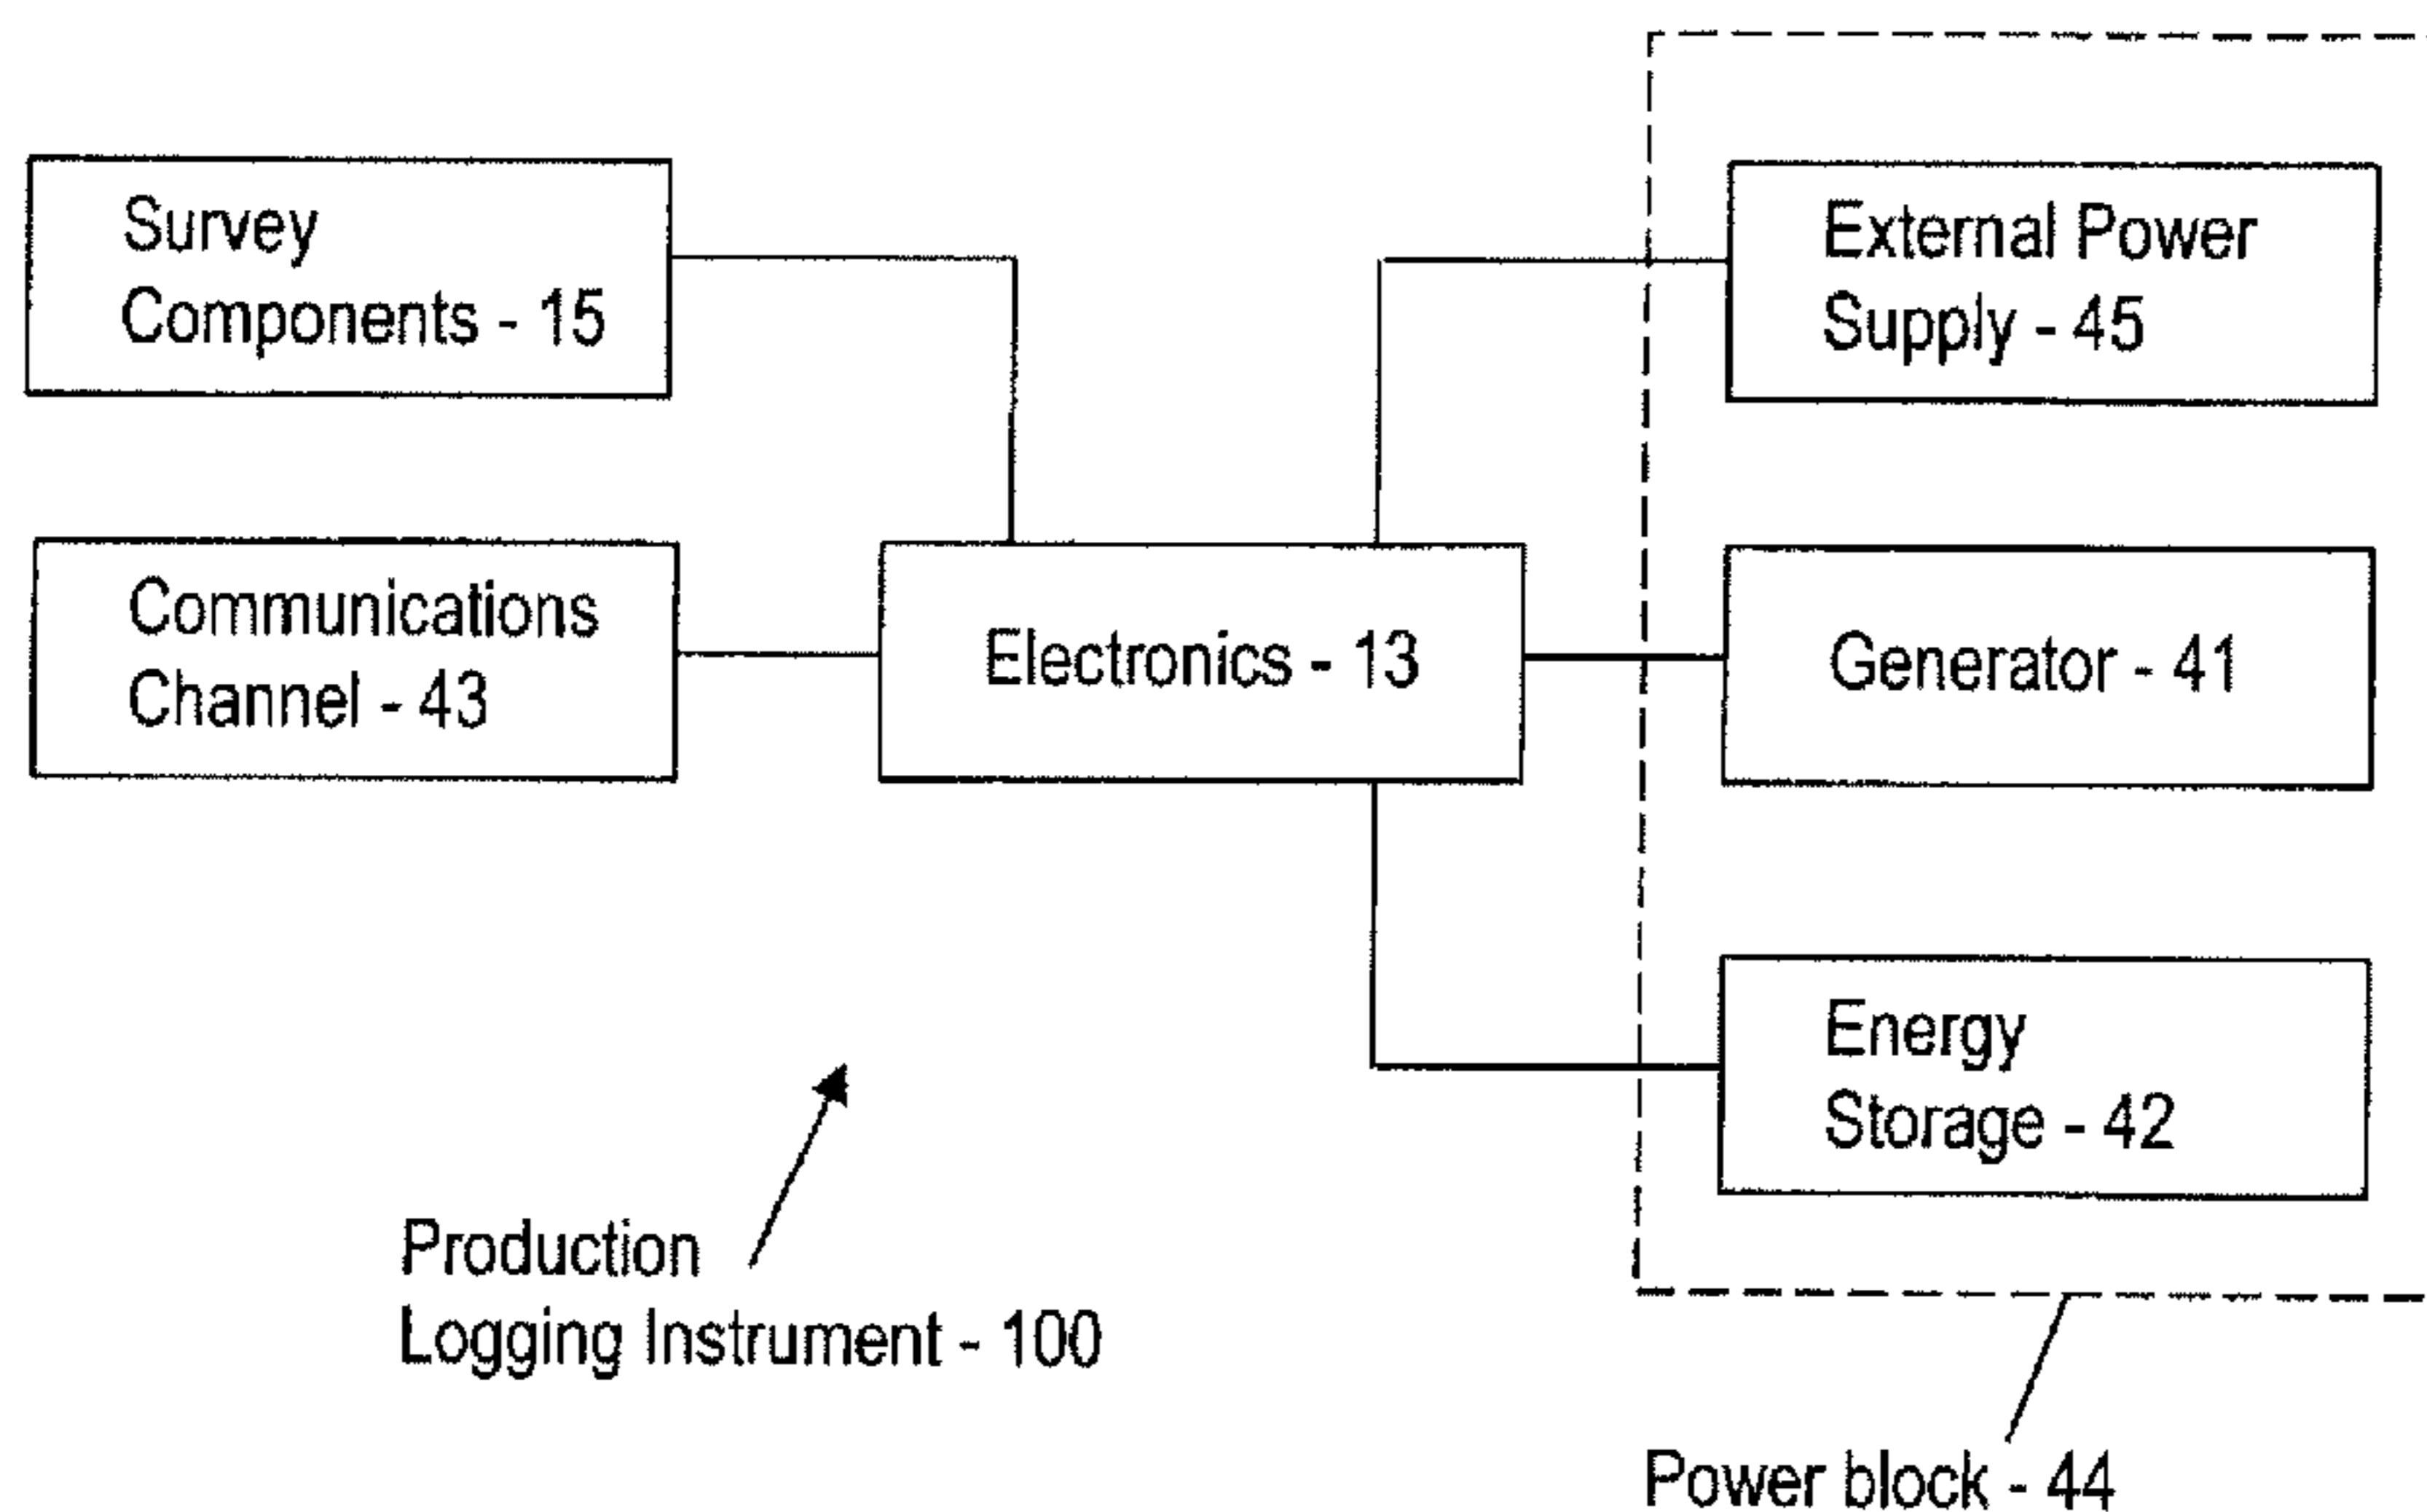 Survey
Components - 15
External Power
Supply - 45
Communications
Channel - 43
Electronics - 13
Generator - 41
Energy
Storage - 42
Production
Logging Instrument - 100
Power block - 44